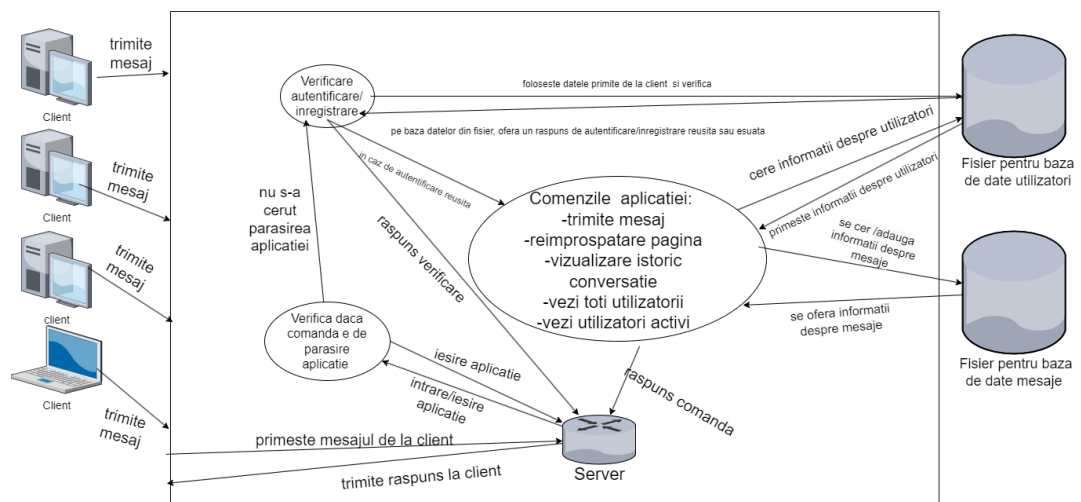 trimite
mesaj
Client
trimite
mesaj
Client
trimite
mesaj
client
Client
trimite
mesaj
Verificare
autentificare/
inregistrare
foloseste datele primite de la client si verifica
pe baza datelor din fisier, ofera un raspuns de autentificare/inregistrare reusita sau esuata
in caz de autentificare reusita
nu s-a
cerut
parasirea
aplicatiei
raspuns verificare
Comenzile aplicatiei:
-trimite mesaj
-reimprospatare pagina
-vizualizare istoric
conversatie
-vezi toti utilizatorii
-vezi utilizatori activi
cere informatii despre utilizatori
primeste informatii despre utilizatori
Fisier pentru baza
de date utilizatori
se cer /adauga
informatii despre
mesaje
se ofera informatii
despre mesaje
Fisier pentru baza
de date mesaje
Verifica daca
comanda e de
parasire
aplicatie
iesire aplicatie
intrare/iesire
aplicatie
raspuns comanda
primeste mesajul de la client
trimite raspuns la client
Server